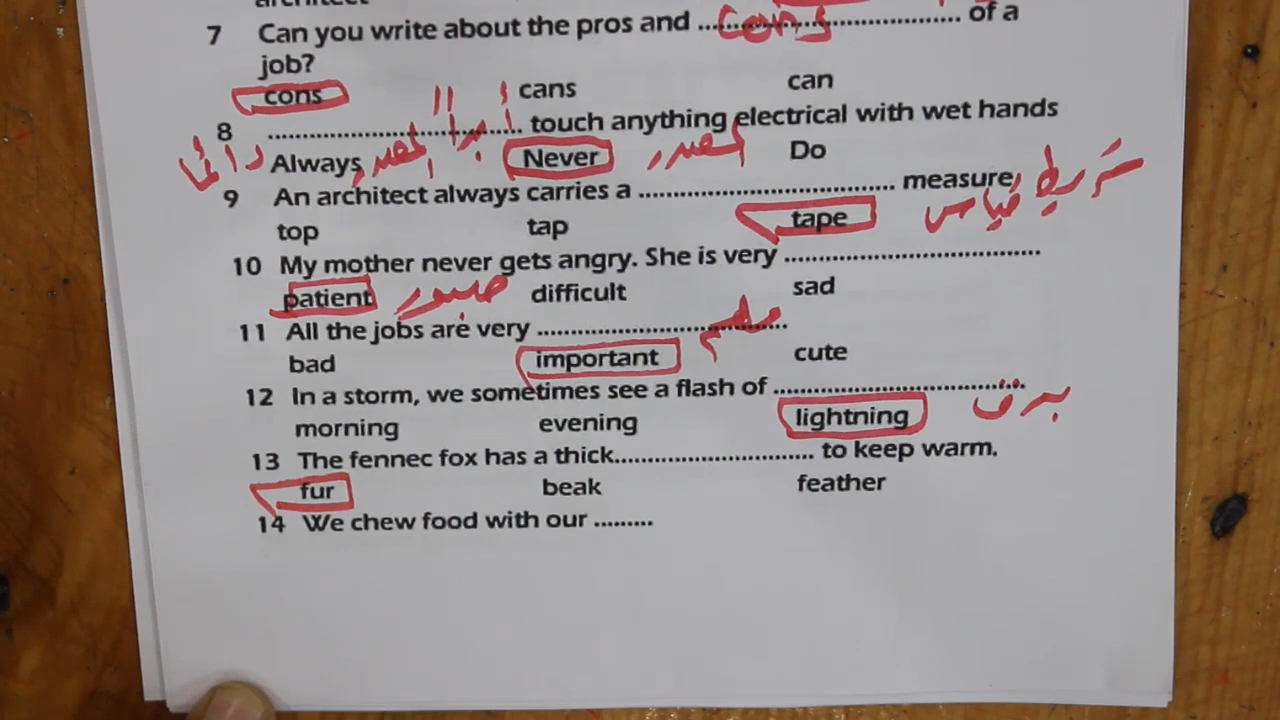 architect
7 Can you write about the pros and ...cons... of a
job?
cons cans can
8 ........................ touch anything electrical with wet hands
دائما Always المصدر أبدا Never المصدر Do
9 An architect always carries a ........................ measure شريط قياس
top tap tape
10 My mother never gets angry. She is very ........................
patient صبور difficult sad
11 All the jobs are very ........................ مهم
bad important cute
12 In a storm, we sometimes see a flash of ........................ برق
morning evening lightning
13 The fennec fox has a thick........................ to keep warm.
fur beak feather
14 We chew food with our .........